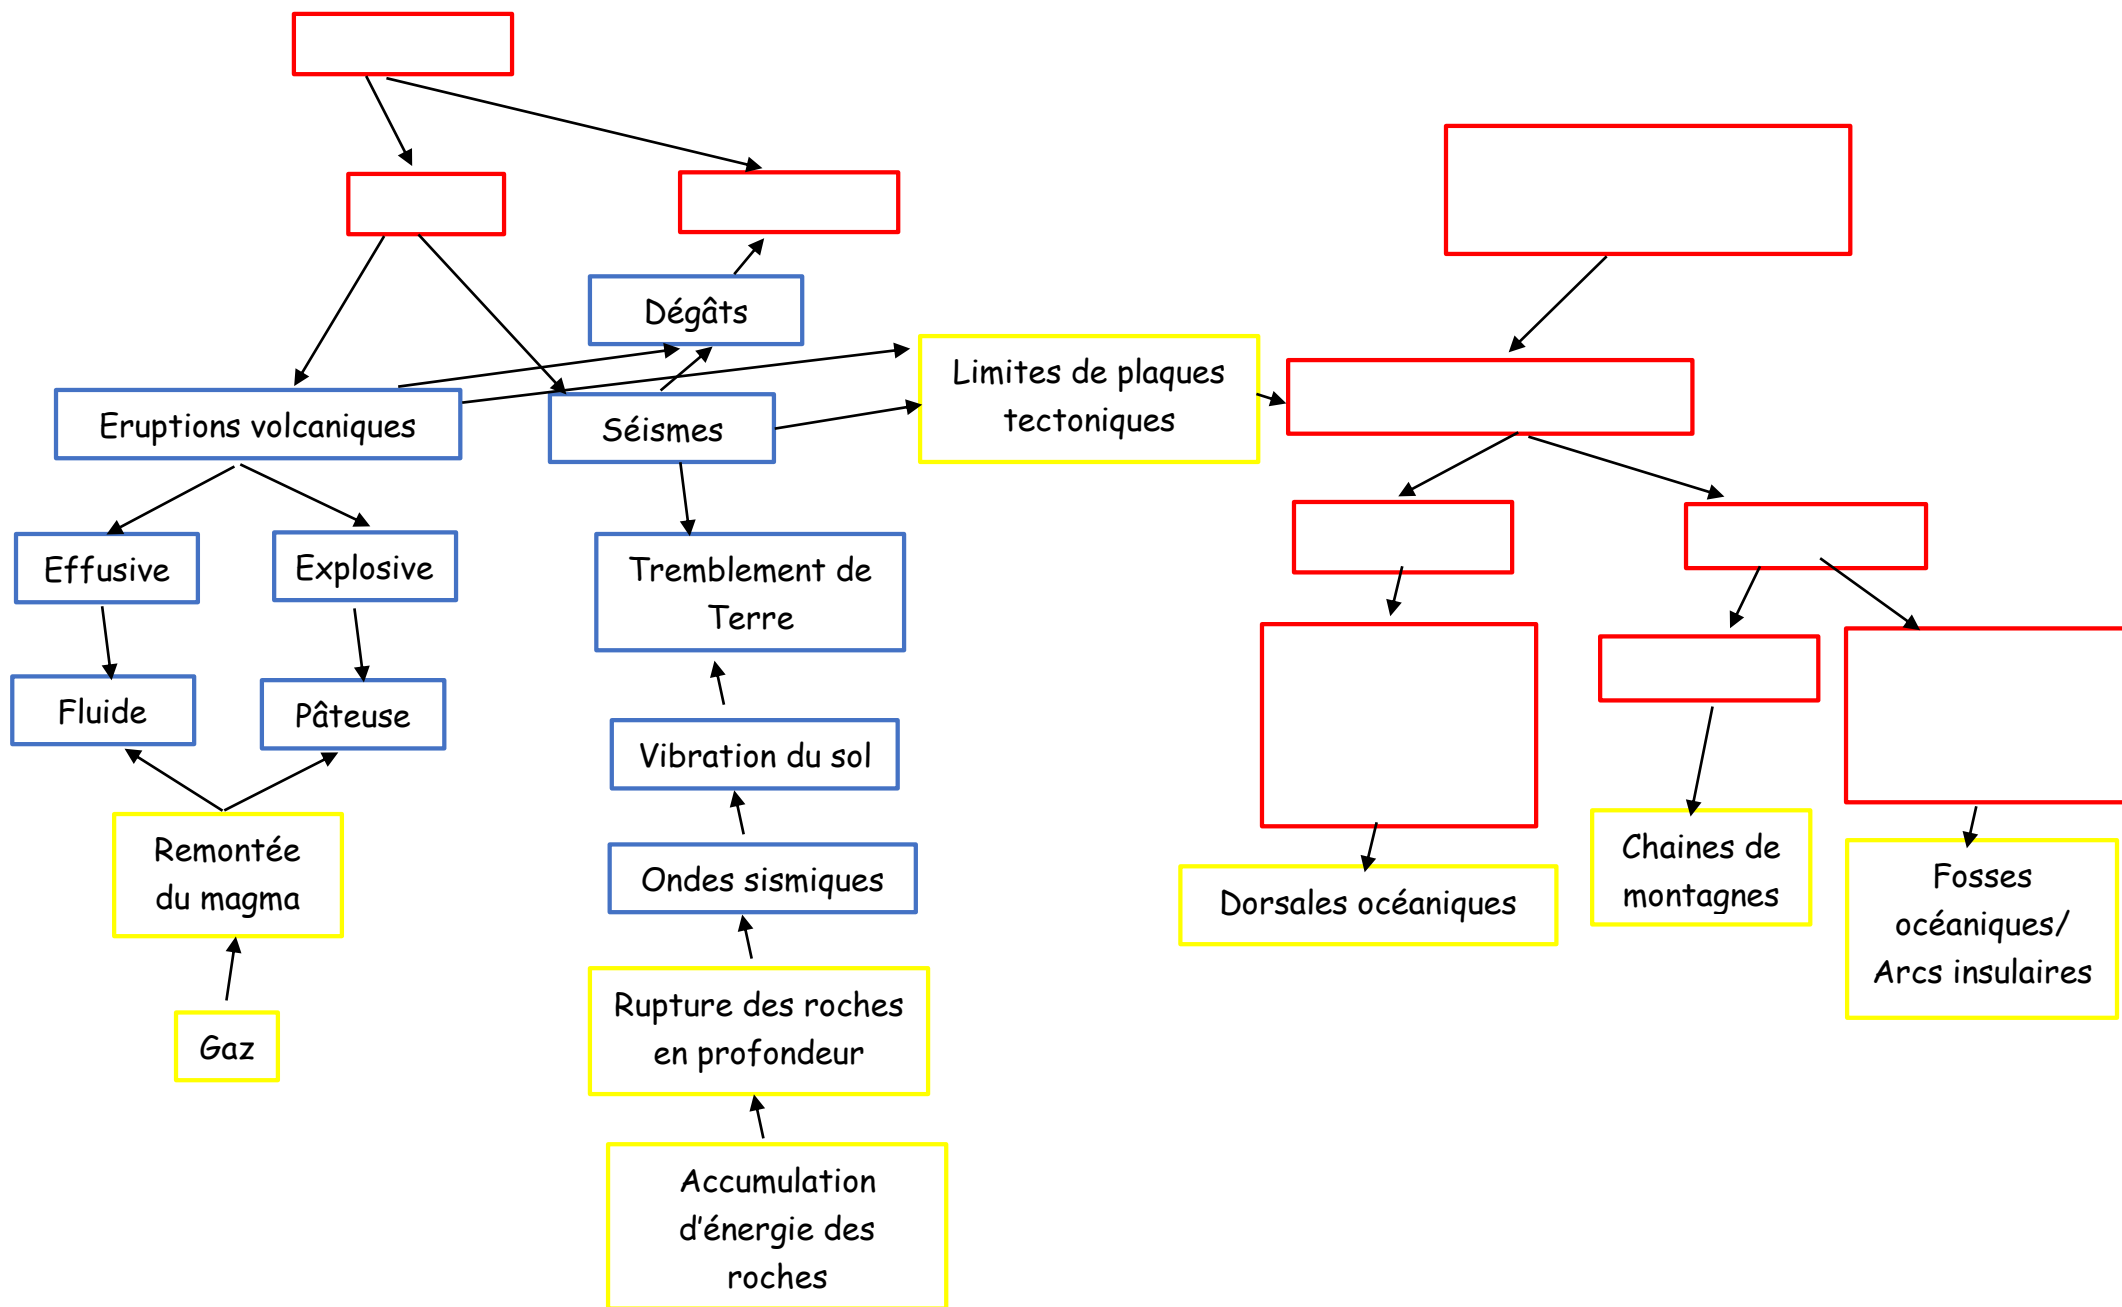 Dégâts
Limites de plaques
tectoniques
Eruptions volcaniques
Séismes
Effusive
Explosive
Tremblement de
Terre
Fluide
Pâteuse
Vibration du sol
Remontée
du magma
Ondes sismiques
Dorsales océaniques
Chaines de
montagnes
Fosses
océaniques/
Arcs insulaires
Rupture des roches
en profondeur
Gaz
Accumulation
d'énergie des
roches